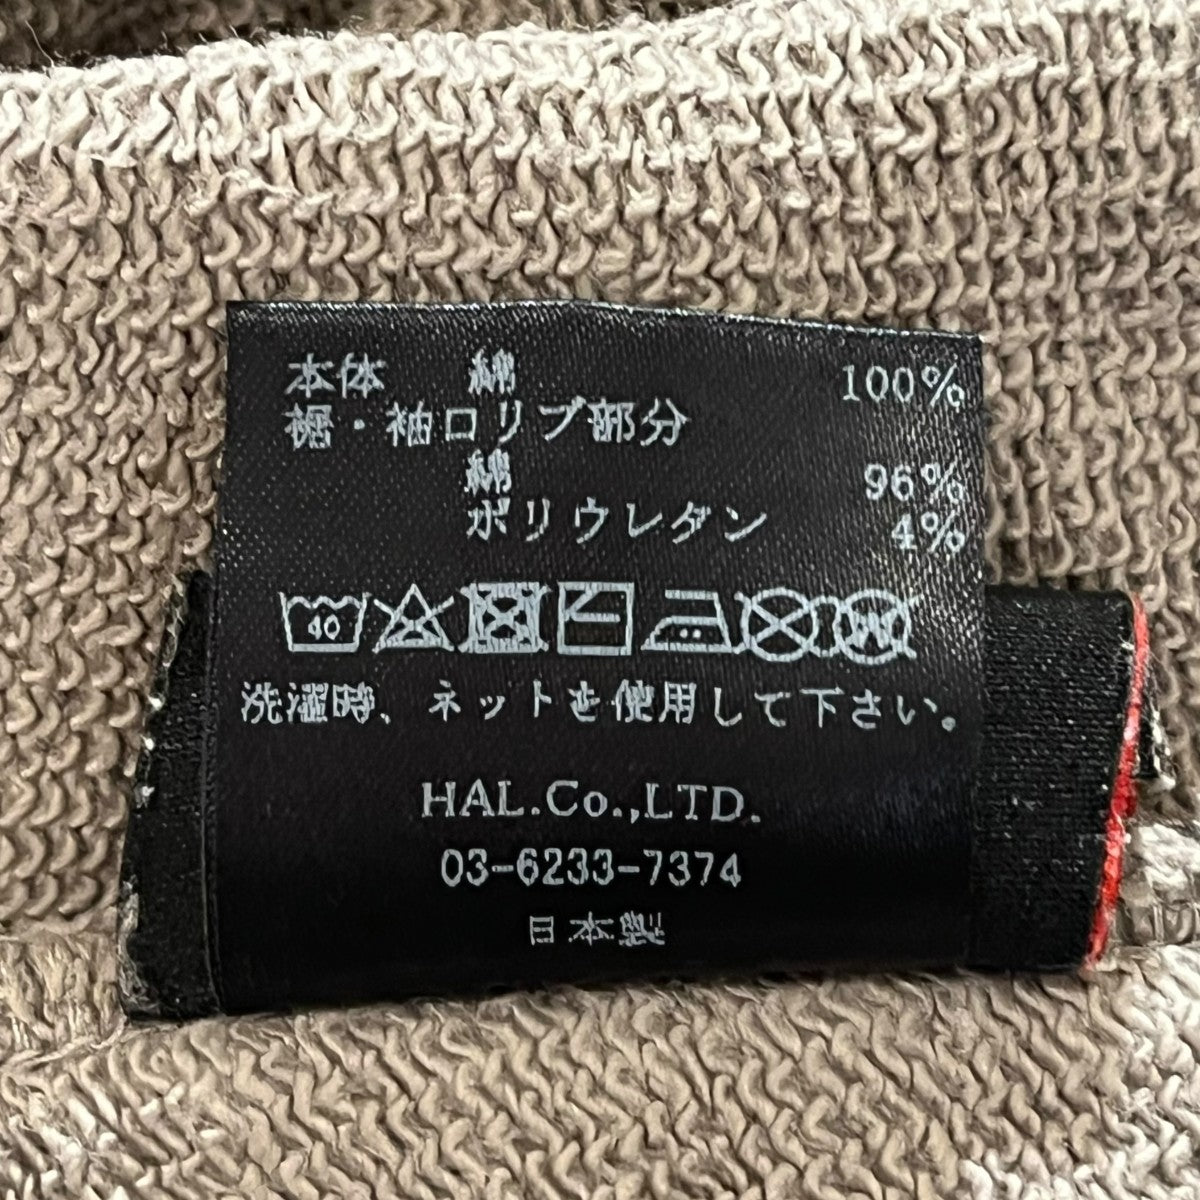 本体 綿 100%
裾・袖口リブ部分
綿 96%
ポリウレタン 4%
40 W
洗濯時、ネットを使用して下さい。
HAL.Co.,LTD.
03-6233-7374
日本製